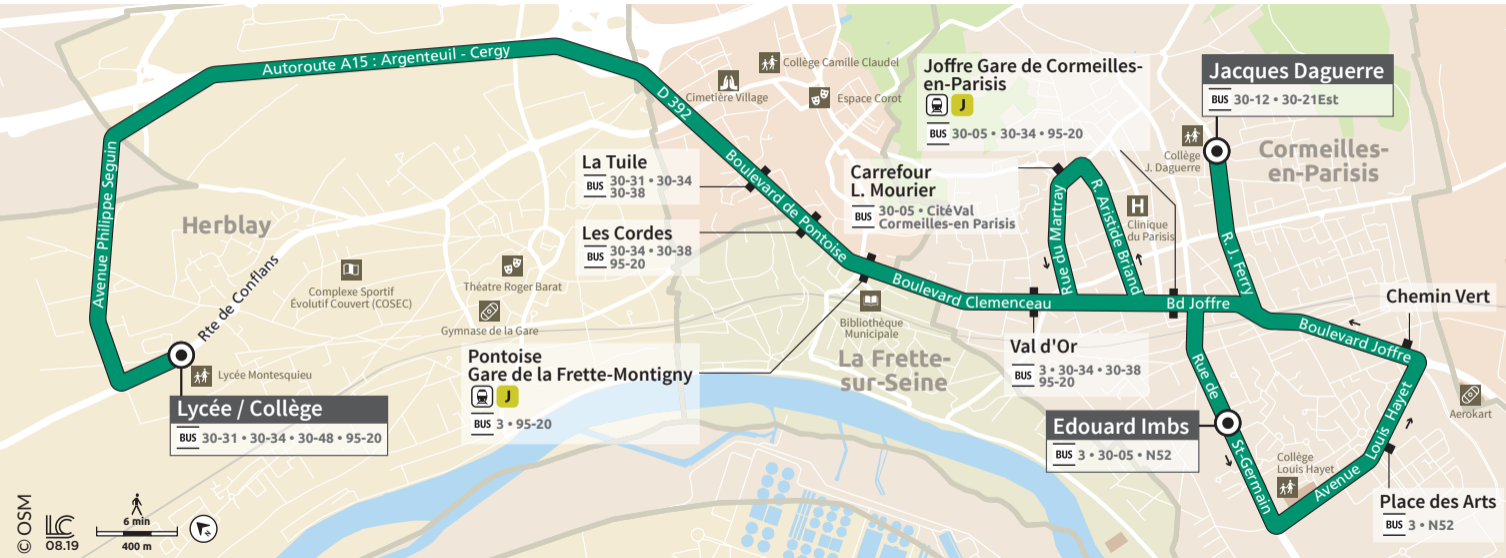 Autoroute A15 : Argenteuil - Cergy
D 392
Boulevard de Pontoise
Avenue Philippe Seguin
Herblay
Rte de Conflans
Complexe Sportif
Évolutif Couvert (COSEC)
Théatre Roger Barat
Gymnase de la Gare
Lycée Montesquieu
Lycée / Collège
BUS 30-31 • 30-34 • 30-48 • 95-20
Cimetière Village
Collège Camille Claudel
Espace Corot
La Tuile
BUS 30-31 • 30-34
30-38
Les Cordes
BUS 30-34 • 30-38
95-20
Pontoise
Gare de la Frette-Montigny
J
BUS 3 • 95-20
Bibliothèque
Municipale
La Frette-
sur-Seine
Boulevard Clemenceau
Carrefour
L. Mourier
BUS 30-05 • CitéVal
Cormeilles-en Parisis
Joffre Gare de Cormeilles-
en-Parisis
J
BUS 30-05 • 30-34 • 95-20
Rue du Martray
R. Aristide Briand
H
Clinique
du Parisis
Val d'Or
BUS 3 • 30-34 • 30-38
95-20
Bd Joffre
Jacques Daguerre
BUS 30-12 • 30-21Est
Collège
J. Daguerre
Cormeilles-
en-Parisis
R. J. Ferry
Chemin Vert
Boulevard Joffre
Aerokart
Edouard Imbs
BUS 3 • 30-05 • N52
Rue de
St-Germain
Collège
Louis Hayet
Avenue Louis Hayet
Place des Arts
BUS 3 • N52
© OSM
LC
08.19
6 min
400 m